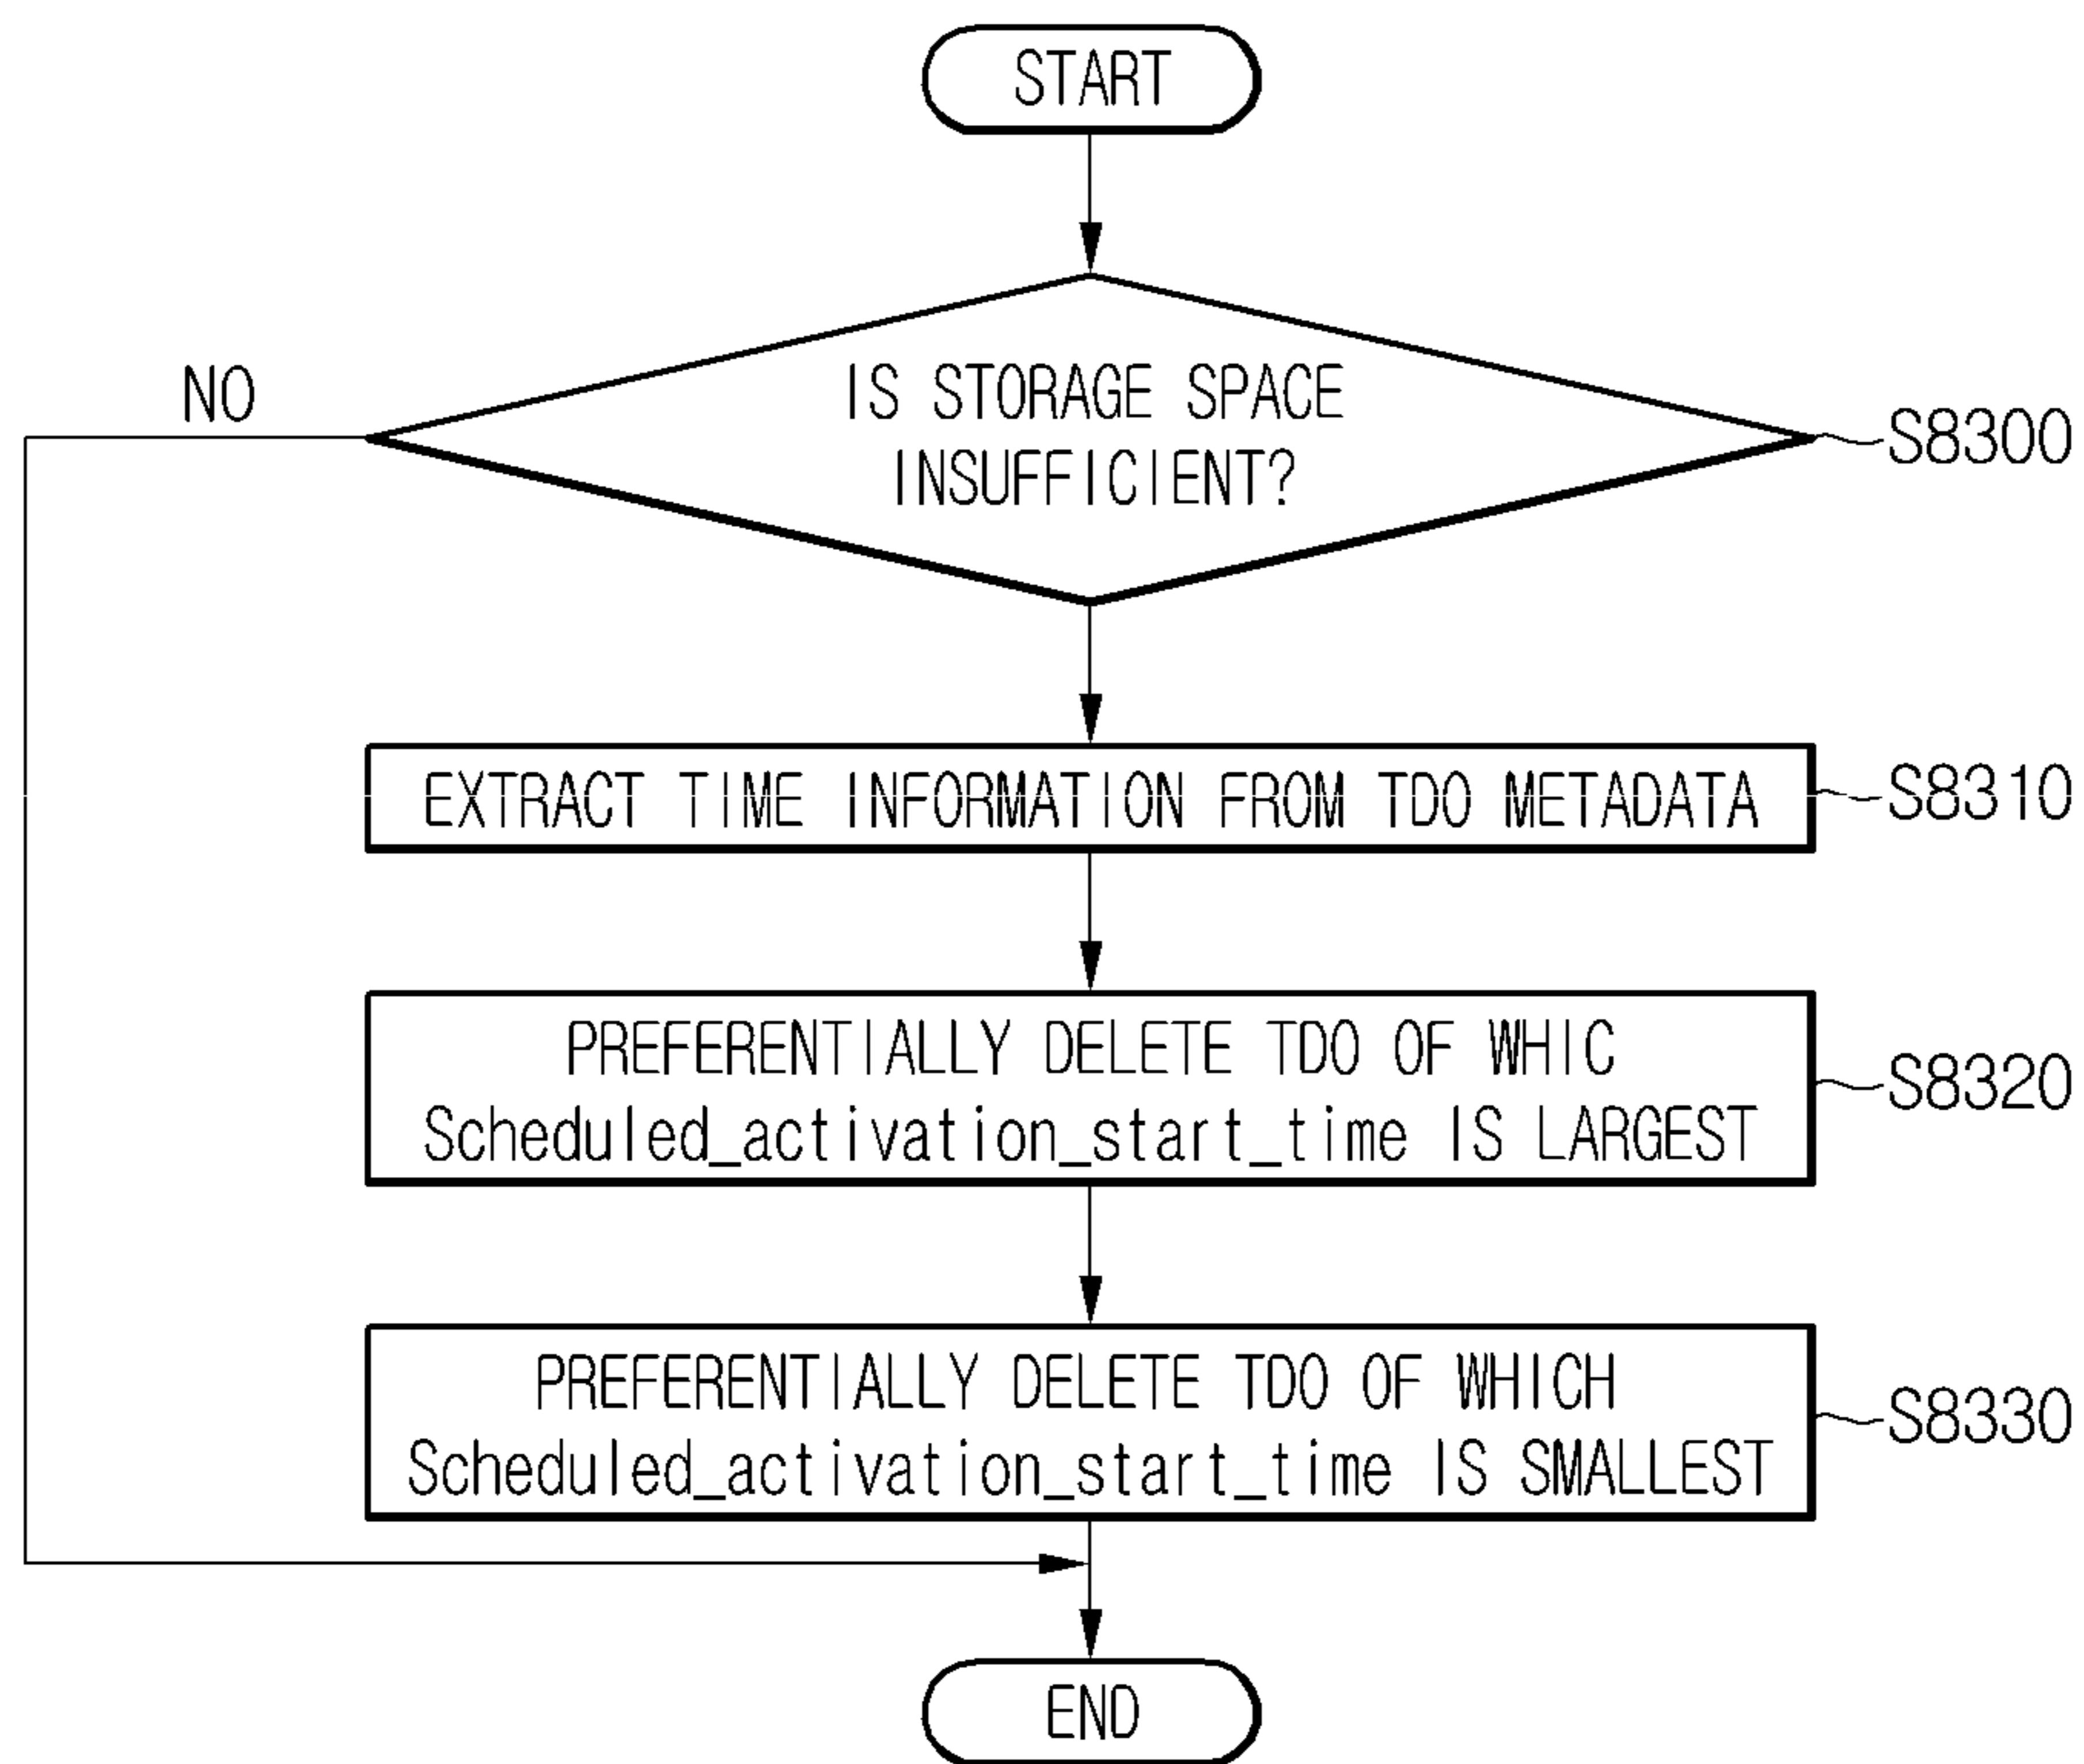 START
NO
IS STORAGE SPACE
INSUFFICIENT?
S8300
EXTRACT TIME INFORMATION FROM TDO METADATA
S8310
PREFERENTIALLY DELETE TDO OF WHIC
Scheduled_activation_start_time IS LARGEST
S8320
PREFERENTIALLY DELETE TDO OF WHICH
Scheduled_activation_start_time IS SMALLEST
S8330
END